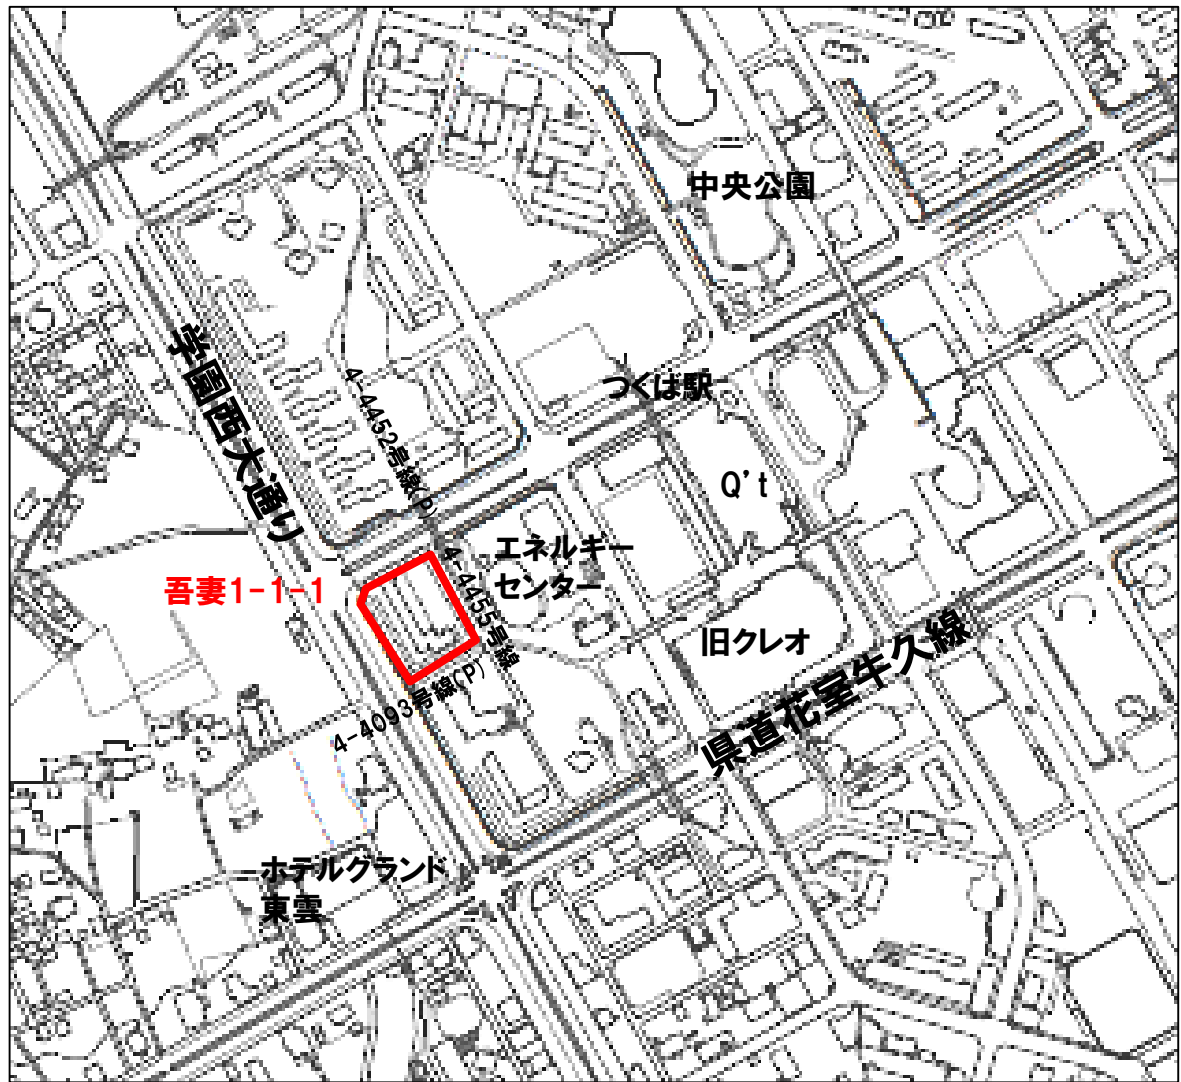 中央公園
つくば駅
学園西大通り
4-4452号線(P)
Q't
エネルキー
センター
4-4455号線
吾妻1-1-1
旧クレオ
県道花室牛久線
4-4093号線(P)
ホテルグランド
東雲